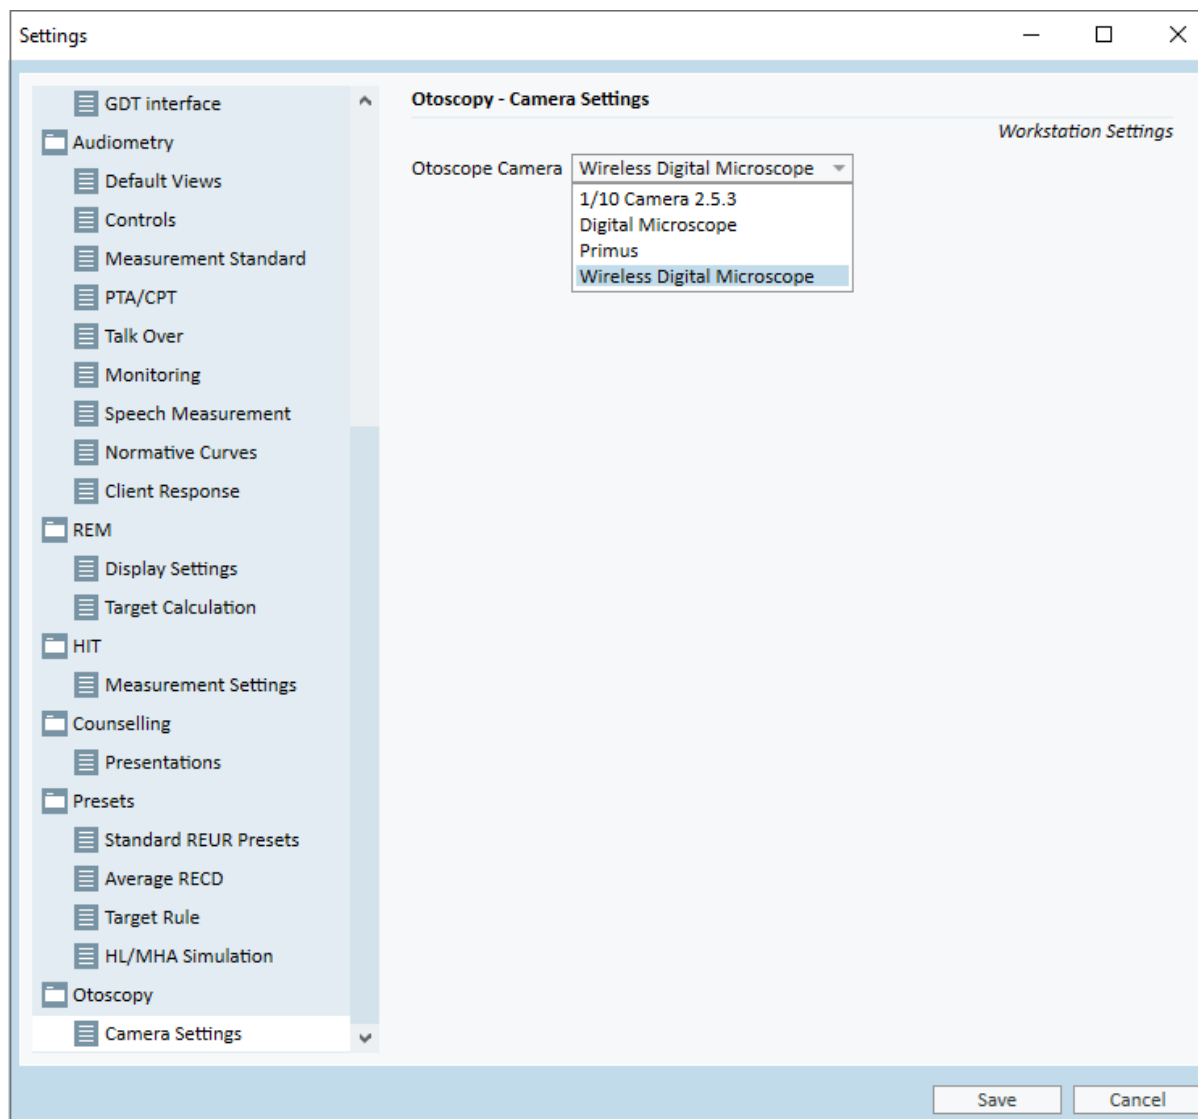 Settings
GDT interface
Audiometry
Default Views
Controls
Measurement Standard
PTA/CPT
Talk Over
Monitoring
Speech Measurement
Normative Curves
Client Response
REM
Display Settings
Target Calculation
HIT
Measurement Settings
Counselling
Presentations
Presets
Standard REUR Presets
Average RECD
Target Rule
HL/MHA Simulation
Otoscopy
Camera Settings
Otoscopy - Camera Settings
Workstation Settings
Otoscope Camera Wireless Digital Microscope
1/10 Camera 2.5.3
Digital Microscope
Primus
Wireless Digital Microscope
Save Cancel